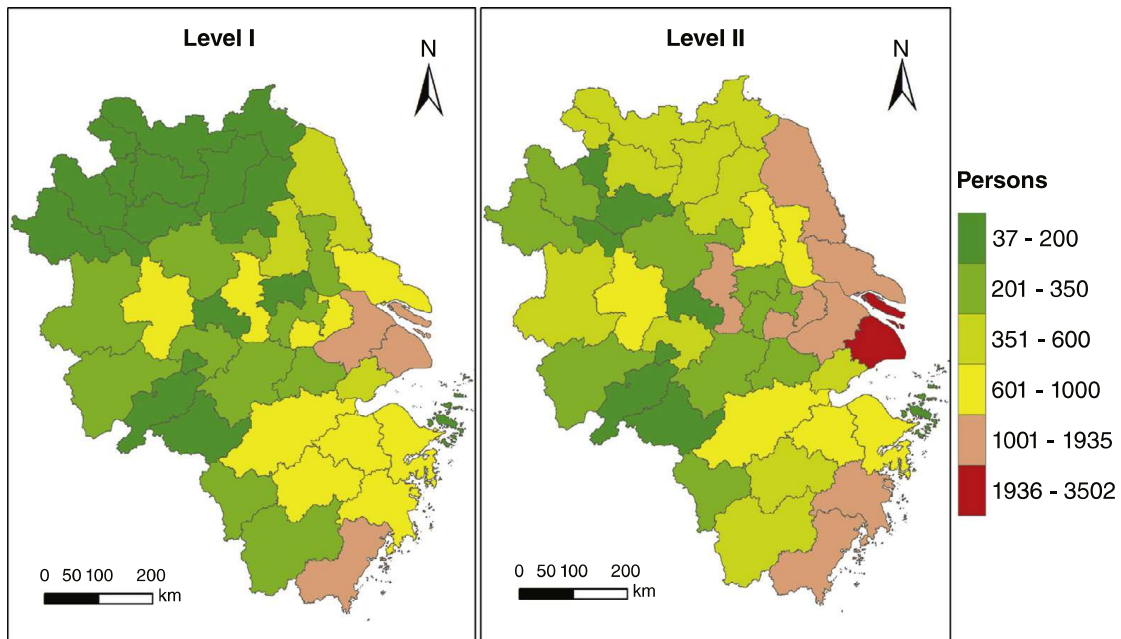 Level I
N
0 50 100 200
km
Level II
N
0 50 100 200
km
Persons
37 - 200
201 - 350
351 - 600
601 - 1000
1001 - 1935
1936 - 3502